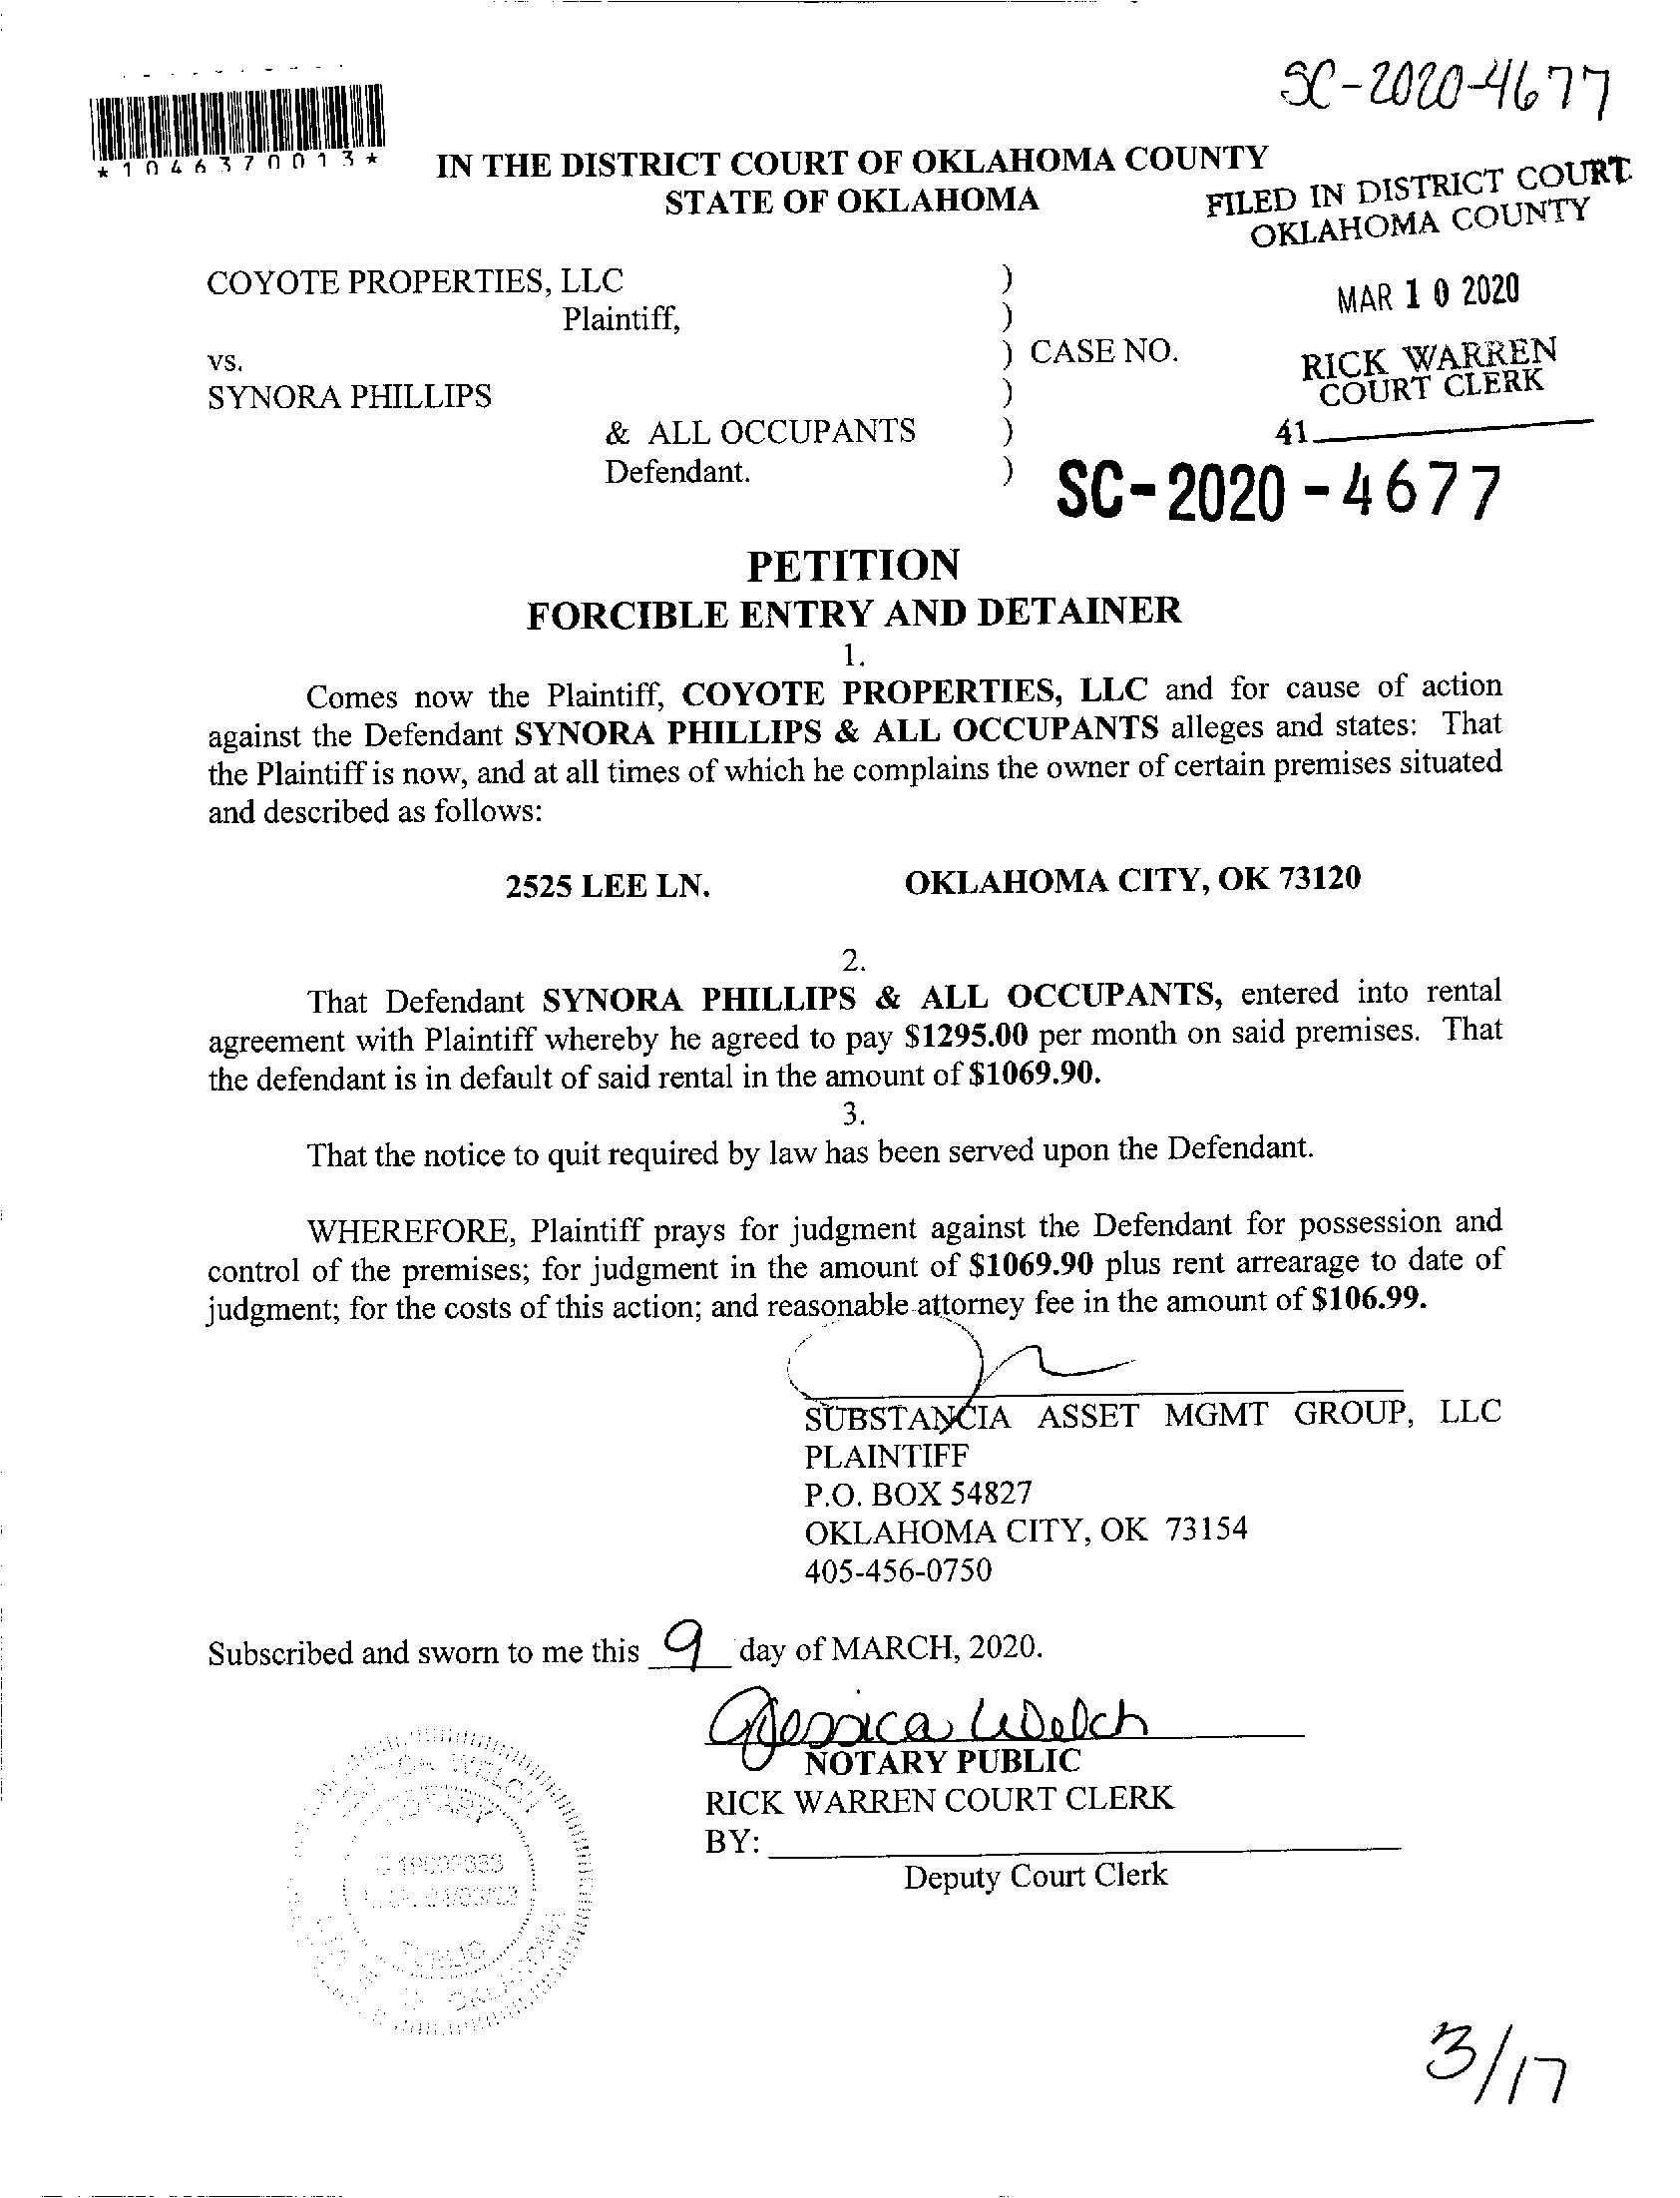 SC-2020-4677
*1046370013*
IN THE DISTRICT COURT OF OKLAHOMA COUNTY
STATE OF OKLAHOMA
FILED IN DISTRICT COURT
OKLAHOMA COUNTY
MAR 10 2020
RICK WARREN
COURT CLERK
41
COYOTE PROPERTIES, LLC )
Plaintiff, )
vs. ) CASE NO.
SYNORA PHILLIPS )
& ALL OCCUPANTS )
Defendant. )
SC-2020-4677
PETITION
FORCIBLE ENTRY AND DETAINER
1.
Comes now the Plaintiff, COYOTE PROPERTIES, LLC and for cause of action
against the Defendant SYNORA PHILLIPS & ALL OCCUPANTS alleges and states: That
the Plaintiff is now, and at all times of which he complains the owner of certain premises situated
and described as follows:
2525 LEE LN. OKLAHOMA CITY, OK 73120
2.
That Defendant SYNORA PHILLIPS & ALL OCCUPANTS, entered into rental
agreement with Plaintiff whereby he agreed to pay $1295.00 per month on said premises. That
the defendant is in default of said rental in the amount of $1069.90.
3.
That the notice to quit required by law has been served upon the Defendant.
WHEREFORE, Plaintiff prays for judgment against the Defendant for possession and
control of the premises; for judgment in the amount of $1069.90 plus rent arrearage to date of
judgment; for the costs of this action; and reasonable attorney fee in the amount of $106.99.
SUBSTANCIA ASSET MGMT GROUP, LLC
PLAINTIFF
P.O. BOX 54827
OKLAHOMA CITY, OK 73154
405-456-0750
Subscribed and sworn to me this 9 day of MARCH, 2020.
Jessica Welch
NOTARY PUBLIC
RICK WARREN COURT CLERK
BY:
Deputy Court Clerk
WELCH
NOTARY
OKLAHOMA
3/17